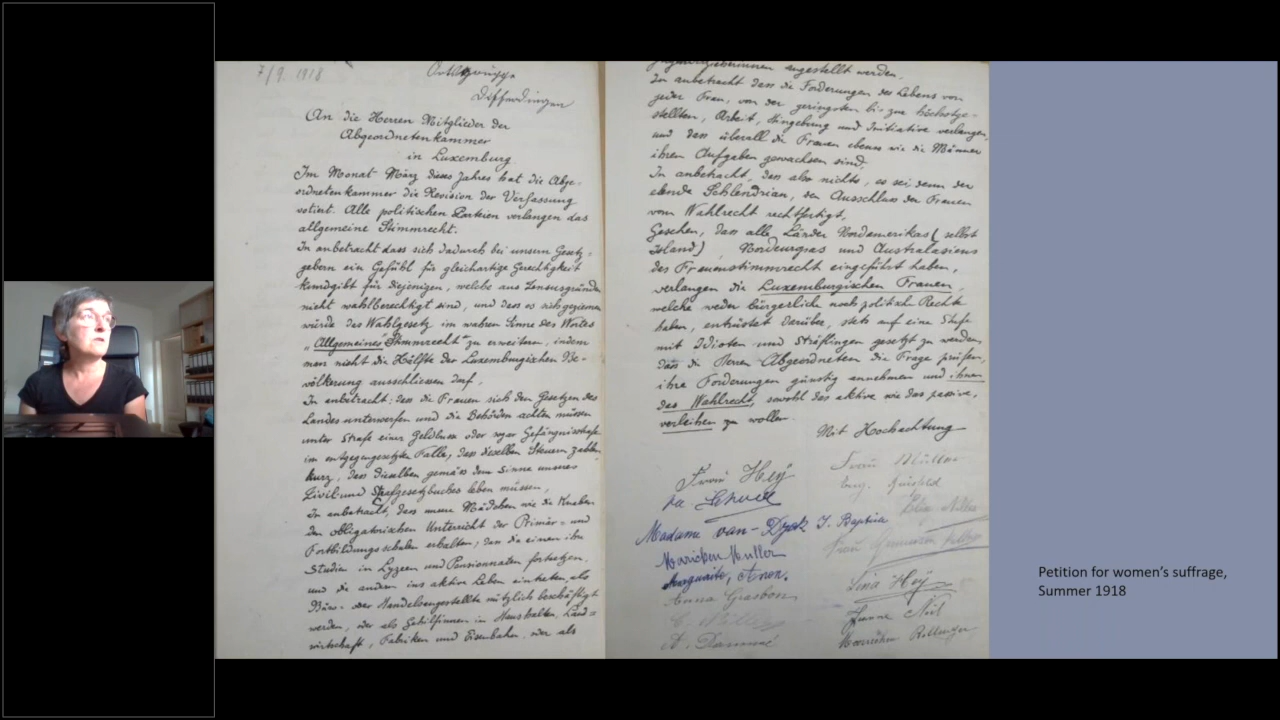 7/9. 1918
Ortsgruppe
Differdingen
An die Herren Mitglieder der
Abgeordnetenkammer
in Luxemburg
Im Monat März dieses Jahres hat die Abge-
ordnetenkammer die Revision der Verfassung
votiert. Alle politischen Parteien verlangen das
allgemeine Stimmrecht.
In anbetracht dass sich dadurch bei unsern Gesetz-
gebern ein Gefühl für gleichartige Gerechtigkeit
kundgibt für diejenigen, welche aus Zensusgründen
nicht wahlberechtigt sind, und dass es sich geziemen
würde das Wahlgesetz im wahren Sinne des Wortes
„Allgemeines Stimmrecht" zu erweitern, indem
man nicht die Hälfte der Luxemburgischen Be-
völkerung ausschliessen darf,
In anbetracht: dass die Frauen sich den Gesetzen des
Landes unterwerfen und die Behörden achten müssen
unter Strafe einer Geldbusse oder sogar Gefängnisstrafe
im entgegengesetzten Falle, dass dieselben Steuern zahlen
kurz, dass dieselben gemäss dem Sinne unseres
Zivil- und Strafgesetzbuches leben müssen,
In anbetracht, dass unsere Mädchen wie die Knaben
den obligatorischen Unterricht der Primär- und
Fortbildungsschulen erhalten, dass die einen ihre
Studien in Lyzeen und Pensionnaten fortsetzen,
und die andern ins aktive Leben eintreten, als
Büro- oder Handelsangestellte nützlich beschäftigt
werden, oder als Gehilfinnen in Haushalten, Land=
wirtschaft, Fabriken und Eisenbahn, oder als
angestellt werden.
In anbetracht dass die Forderungen des Lebens von
jeder Frau, von der geringsten bis zur höchstge-
stellten, Arbeit, Hingebung und Initiative verlangen,
und dass überall die Frauen ebenso wie die Männer
ihren Aufgaben gewachsen sind.
In anbetracht, dass also nichts, es sei denn der
Schlendrian, den Ausschluss der Frauen
vom Wahlrecht rechtfertigt,
Gesehen, dass alle Länder Nordamerikas (selbst
Island), Nordeuropas und Australasiens
das Frauenstimmrecht eingeführt haben,
verlangen die Luxemburgischen Frauen,
welche weder bürgerliche noch politische Rechte
haben, entrüstet darüber, stets auf eine Stufe
mit Idioten und Sträflingen gesetzt zu werden,
dass die Herren Abgeordneten die Frage prüfen,
ihre Forderungen günstig annehmen und ihnen
das Wahlrecht, sowohl das aktive wie das passive,
verleihen zu wollen.
Mit Hochachtung
Frau Hey
Frau Müller
Madame van-Dyck J. Baptiste
Marichen Muller
Anna
Lina Hey
Petition for women's suffrage,
Summer 1918